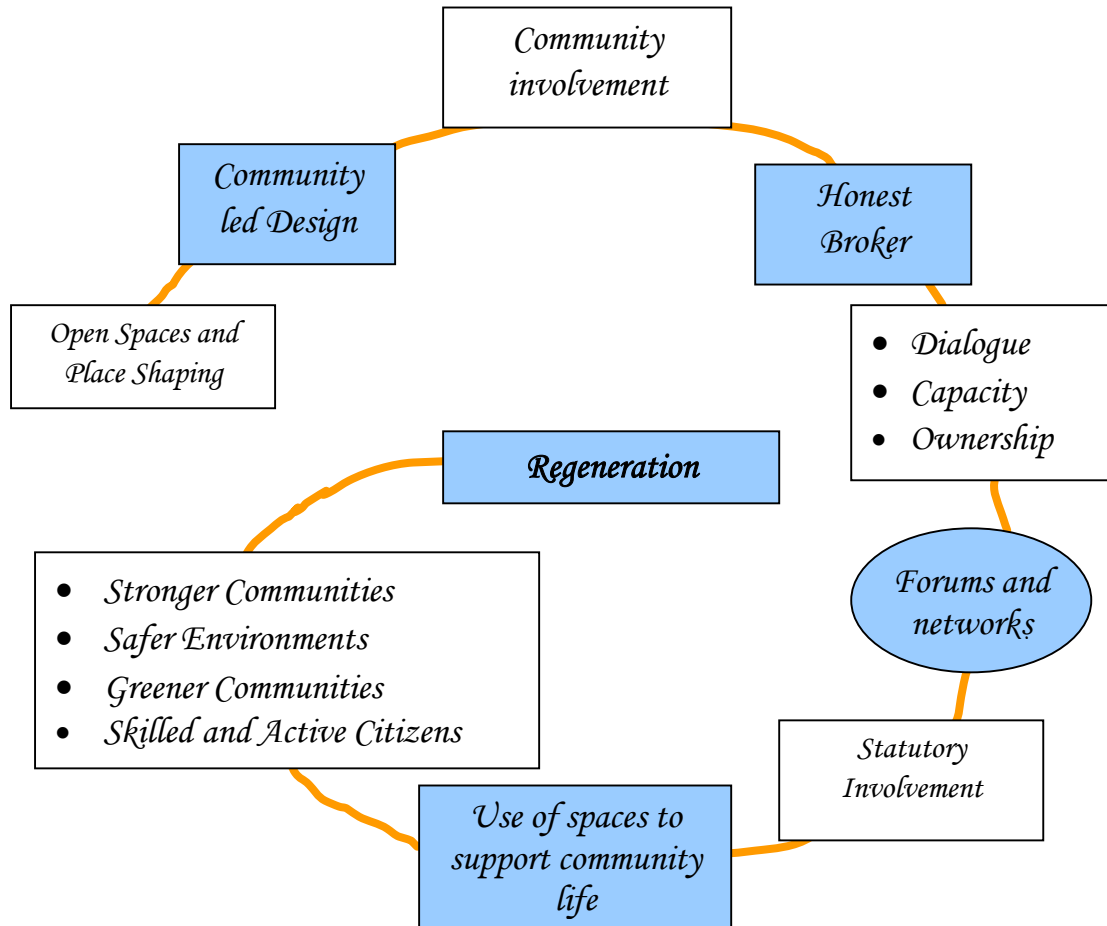 Community
involvement
Community
led Design
Honest
Broker
Open Spaces and
Place Shaping
• Dialogue
• Capacity
• Ownership
Regeneration
• Stronger Communities
• Safer Environments
• Greener Communities
• Skilled and Active Citizens
Forums and
networks
Statutory
Involvement
Use of spaces to
support community
life